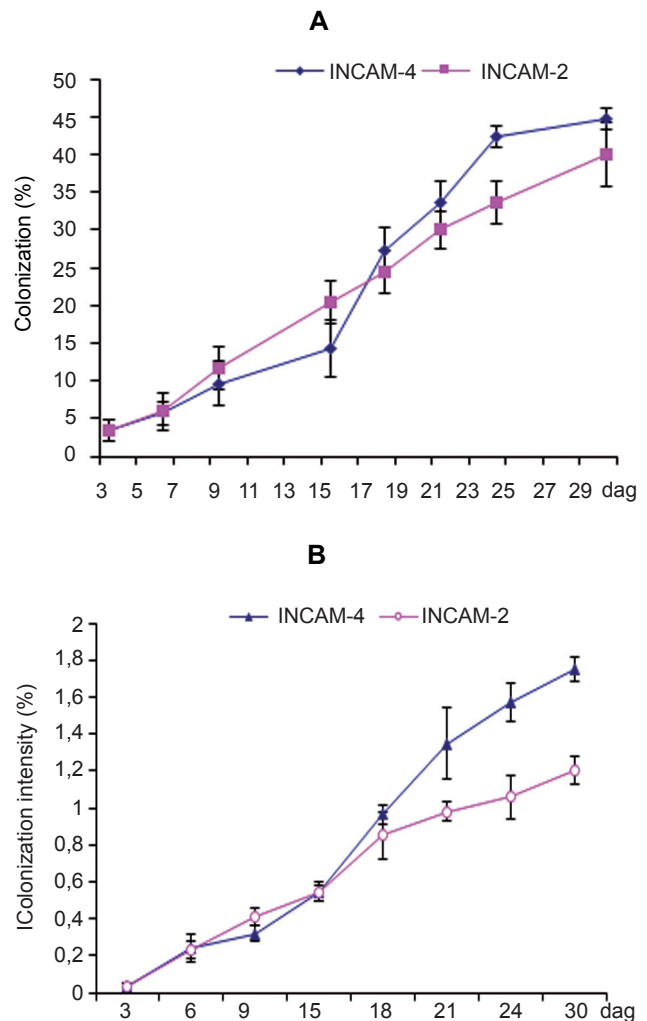 A
INCAM-4 INCAM-2
50
45
40
35
30
25
20
15
10
5
0
Colonization (%)
3 5 7 9 11 13 15 17 19 21 23 25 27 29 dag
B
INCAM-4 INCAM-2
2
1,8
1,6
1,4
1,2
1
0,8
0,6
0,4
0,2
0
IColonization intensity (%)
3 6 9 15 18 21 24 30 dag